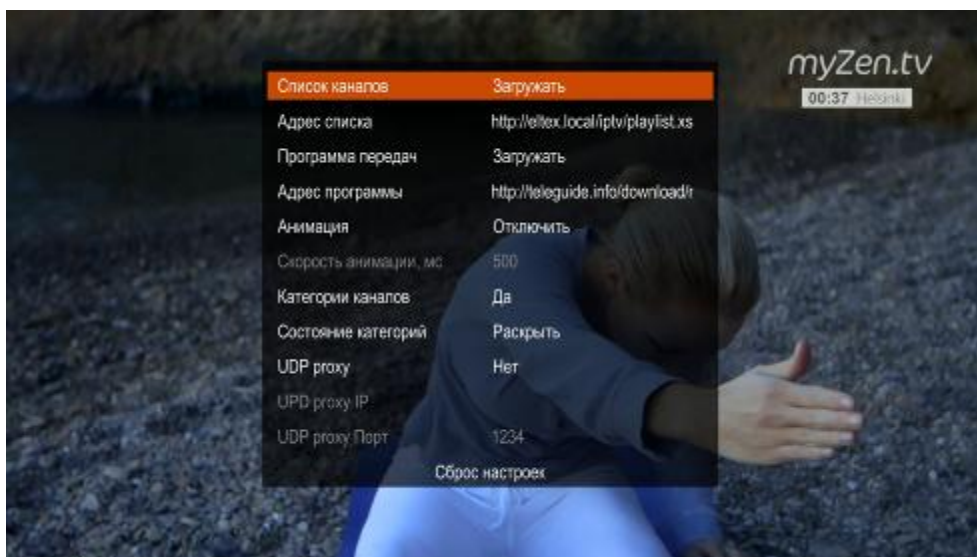 myZen.tv
00:37 Helsinki
Список каналов Загружать
Адрес списка http://eltex.local/iptv/playlist.xs
Программа передач Загружать
Адрес программы http://teleguide.info/download/r
Анимация Отключить
Скорость анимации, мс 500
Категории каналов Да
Состояние категорий Раскрыть
UDP proxy Нет
UPD proxy IP
UDP proxy Порт 1234
Сброс настроек